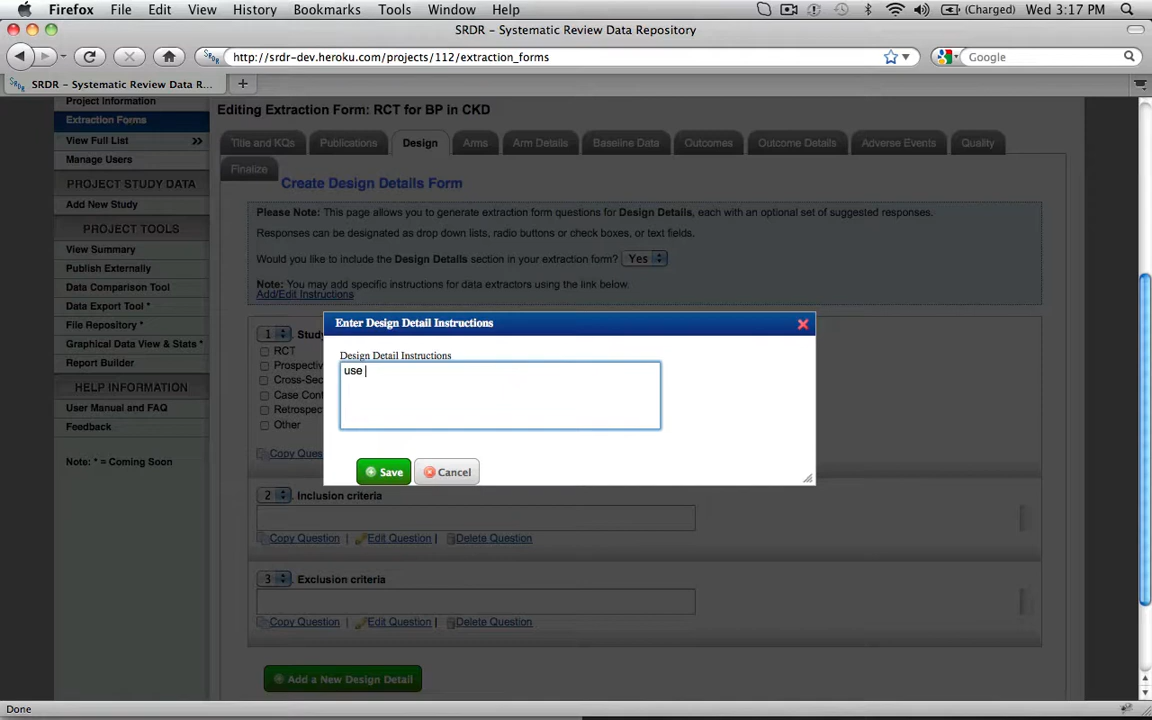 Firefox File Edit View History Bookmarks Tools Window Help (Charged) Wed 3:17 PM
SRDR – Systematic Review Data Repository
http://srdr-dev.heroku.com/projects/112/extraction_forms Google
SRDR – Systematic Review Data R...
Project Information
Extraction Forms
View Full List >>
Manage Users
PROJECT STUDY DATA
Add New Study
PROJECT TOOLS
View Summary
Publish Externally
Data Comparison Tool
Data Export Tool *
File Repository *
Graphical Data View & Stats *
Report Builder
HELP INFORMATION
User Manual and FAQ
Feedback
Note: * = Coming Soon
Editing Extraction Form: RCT for BP in CKD
Title and KQs Publications Design Arms Arm Details Baseline Data Outcomes Outcome Details Adverse Events Quality
Finalize
Create Design Details Form
Please Note: This page allows you to generate extraction form questions for Design Details, each with an optional set of suggested responses.
Responses can be designated as drop down lists, radio buttons or check boxes, or text fields.
Would you like to include the Design Details section in your extraction form? Yes
Note: You may add specific instructions for data extractors using the link below.
Add/Edit Instructions
Enter Design Detail Instructions
Design Detail Instructions
use
Save Cancel
1 . Study
RCT
Prospectiv
Cross-Sec
Case Cont
Retrospec
Other
Copy Ques
2 . Inclusion criteria
Copy Question | Edit Question | Delete Question
3 . Exclusion criteria
Copy Question | Edit Question | Delete Question
Add a New Design Detail
Done